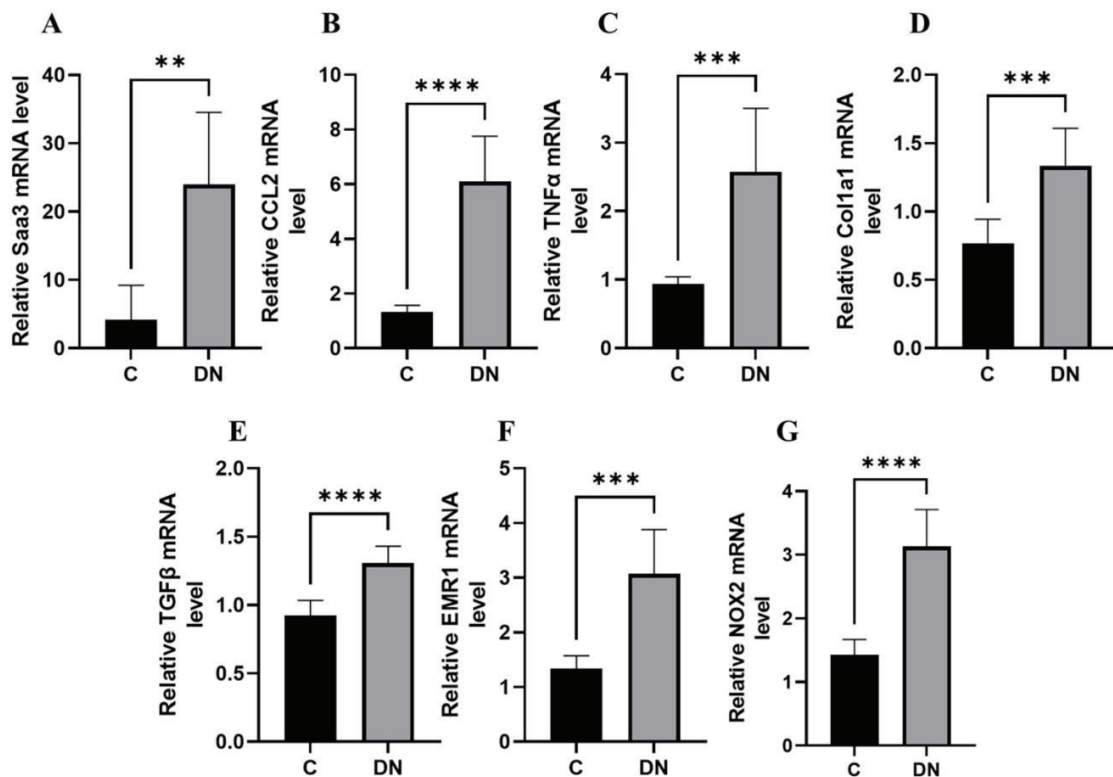 A
Relative Saa3 mRNA level
50
40
30
20
10
0
**
C
DN
B
Relative CCL2 mRNA
level
10
8
6
4
2
0
****
C
DN
C
Relative TNFα mRNA
level
4
3
2
1
0
***
C
DN
D
Relative Col1a1 mRNA
level
2.0
1.5
1.0
0.5
0.0
***
C
DN
E
Relative TGFβ mRNA
level
2.0
1.5
1.0
0.5
0.0
****
C
DN
F
Relative EMR1 mRNA
level
5
4
3
2
1
0
***
C
DN
G
Relative NOX2 mRNA
level
4
3
2
1
0
****
C
DN